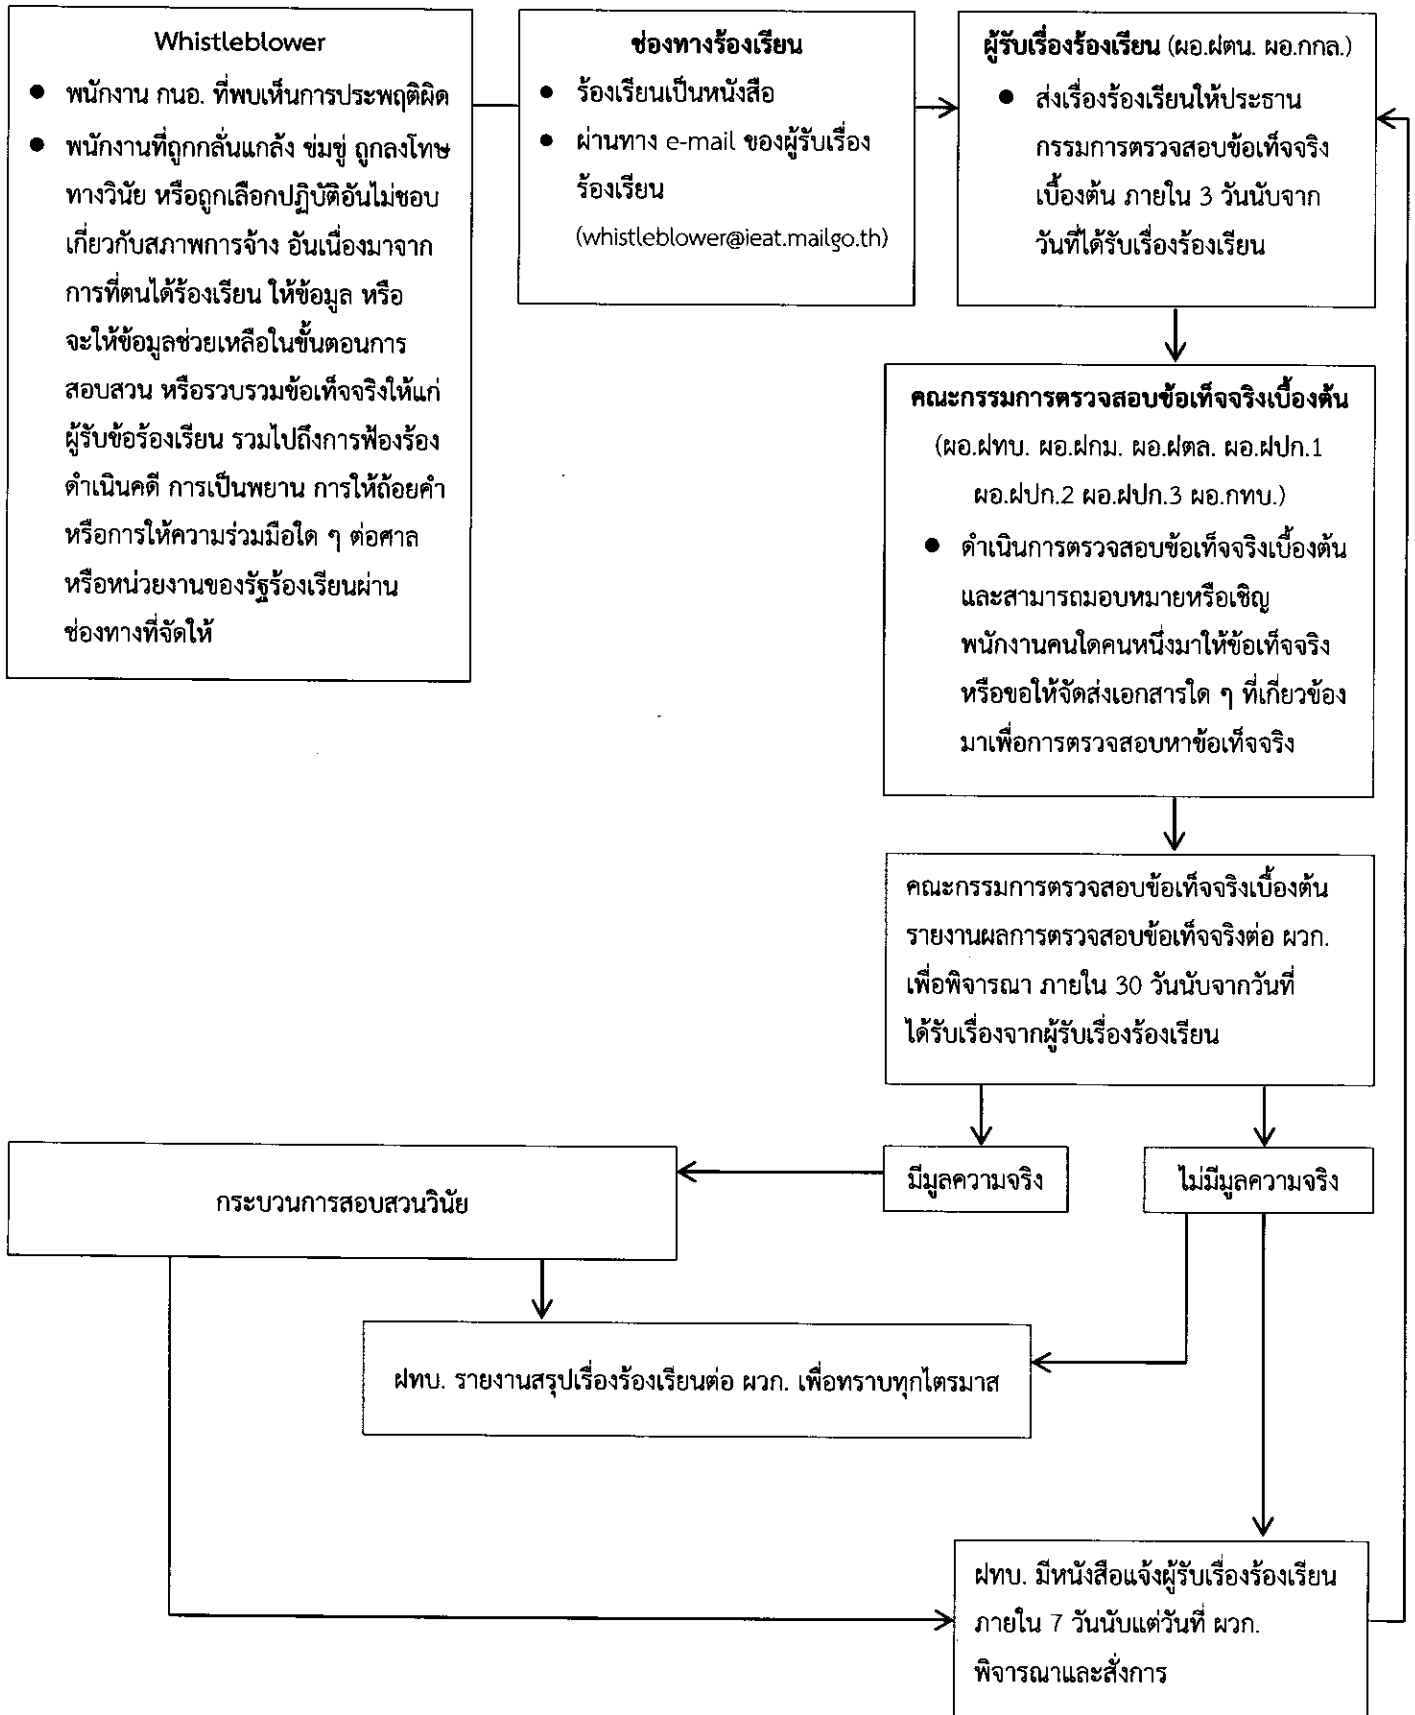 Whistleblower
● พนักงาน กนอ. ที่พบเห็นการประพฤติผิด
● พนักงานที่ถูกกลั่นแกล้ง ข่มขู่ ถูกลงโทษ
ทางวินัย หรือถูกเลือกปฏิบัติอันไม่ชอบ
เกี่ยวกับสภาพการจ้าง อันเนื่องมาจาก
การที่ตนได้ร้องเรียน ให้ข้อมูล หรือ
จะให้ข้อมูลช่วยเหลือในขั้นตอนการ
สอบสวน หรือรวบรวมข้อเท็จจริงให้แก่
ผู้รับข้อร้องเรียน รวมไปถึงการฟ้องร้อง
ดำเนินคดี การเป็นพยาน การให้ถ้อยคำ
หรือการให้ความร่วมมือใด ๆ ต่อศาล
หรือหน่วยงานของรัฐร้องเรียนผ่าน
ช่องทางที่จัดให้
ช่องทางร้องเรียน
● ร้องเรียนเป็นหนังสือ
● ผ่านทาง e-mail ของผู้รับเรื่อง
ร้องเรียน
(whistleblower@ieat.mailgo.th)
ผู้รับเรื่องร้องเรียน (ผอ.ฝตน. ผอ.กกล.)
● ส่งเรื่องร้องเรียนให้ประธาน
กรรมการตรวจสอบข้อเท็จจริง
เบื้องต้น ภายใน 3 วันนับจาก
วันที่ได้รับเรื่องร้องเรียน
คณะกรรมการตรวจสอบข้อเท็จจริงเบื้องต้น
(ผอ.ฝทบ. ผอ.ฝกม. ผอ.ฝตล. ผอ.ฝปก.1
ผอ.ฝปก.2 ผอ.ฝปก.3 ผอ.กทบ.)
● ดำเนินการตรวจสอบข้อเท็จจริงเบื้องต้น
และสามารถมอบหมายหรือเชิญ
พนักงานคนใดคนหนึ่งมาให้ข้อเท็จจริง
หรือขอให้จัดส่งเอกสารใด ๆ ที่เกี่ยวข้อง
มาเพื่อการตรวจสอบหาข้อเท็จจริง
คณะกรรมการตรวจสอบข้อเท็จจริงเบื้องต้น
รายงานผลการตรวจสอบข้อเท็จจริงต่อ ผวก.
เพื่อพิจารณา ภายใน 30 วันนับจากวันที่
ได้รับเรื่องจากผู้รับเรื่องร้องเรียน
มีมูลความจริง
ไม่มีมูลความจริง
กระบวนการสอบสวนวินัย
ฝทบ. รายงานสรุปเรื่องร้องเรียนต่อ ผวก. เพื่อทราบทุกไตรมาส
ฝทบ. มีหนังสือแจ้งผู้รับเรื่องร้องเรียน
ภายใน 7 วันนับแต่วันที่ ผวก.
พิจารณาและสั่งการ